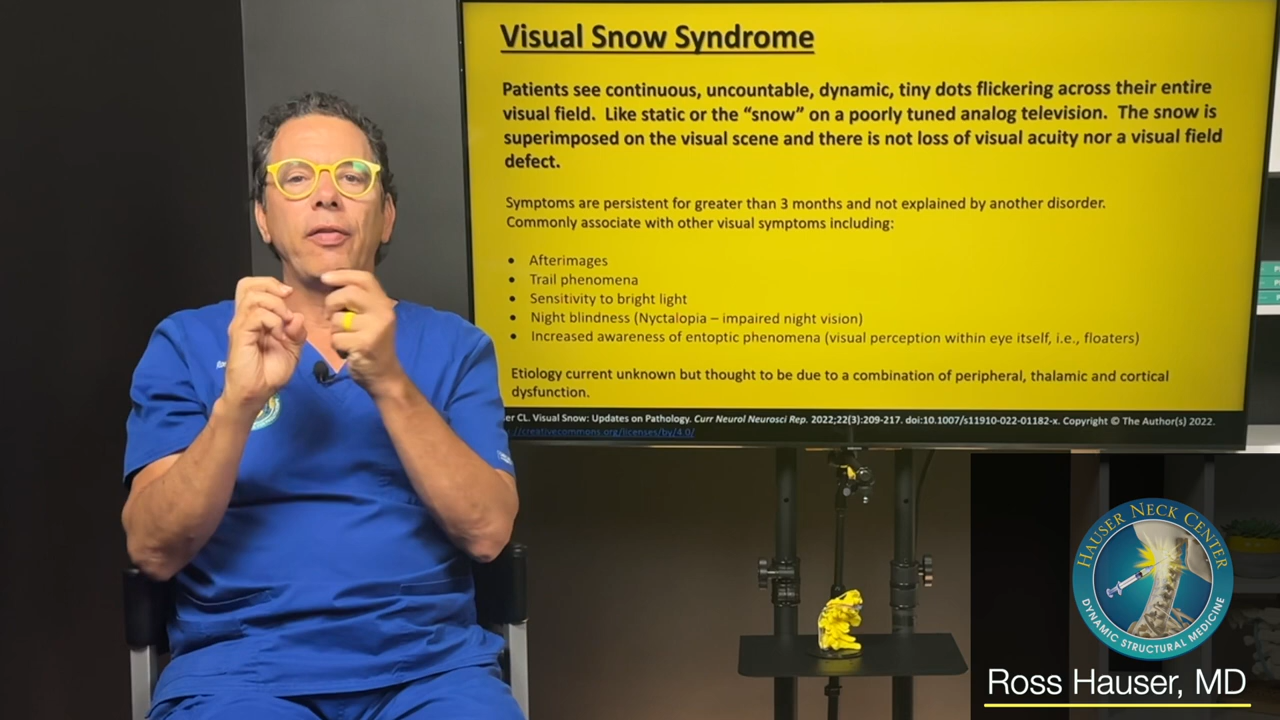 Visual Snow Syndrome
Patients see continuous, uncountable, dynamic, tiny dots flickering across their entire
visual field. Like static or the “snow” on a poorly tuned analog television. The snow is
superimposed on the visual scene and there is not loss of visual acuity nor a visual field
defect.
Symptoms are persistent for greater than 3 months and not explained by another disorder.
Commonly associate with other visual symptoms including:
• Afterimages
• Trail phenomena
• Sensitivity to bright light
• Night blindness (Nyctalopia – impaired night vision)
• Increased awareness of entoptic phenomena (visual perception within eye itself, i.e., floaters)
Etiology current unknown but thought to be due to a combination of peripheral, thalamic and cortical
dysfunction.
CL. Visual Snow: Updates on Pathology. Curr Neurol Neurosci Rep. 2022;22(3):209-217. doi:10.1007/s11910-022-01182-x. Copyright © The Author(s) 2022.
creativecommons.org/licenses/by/4.0/
HAUSER NECK CENTER
DYNAMIC STRUCTURAL MEDICINE
Ross Hauser, MD